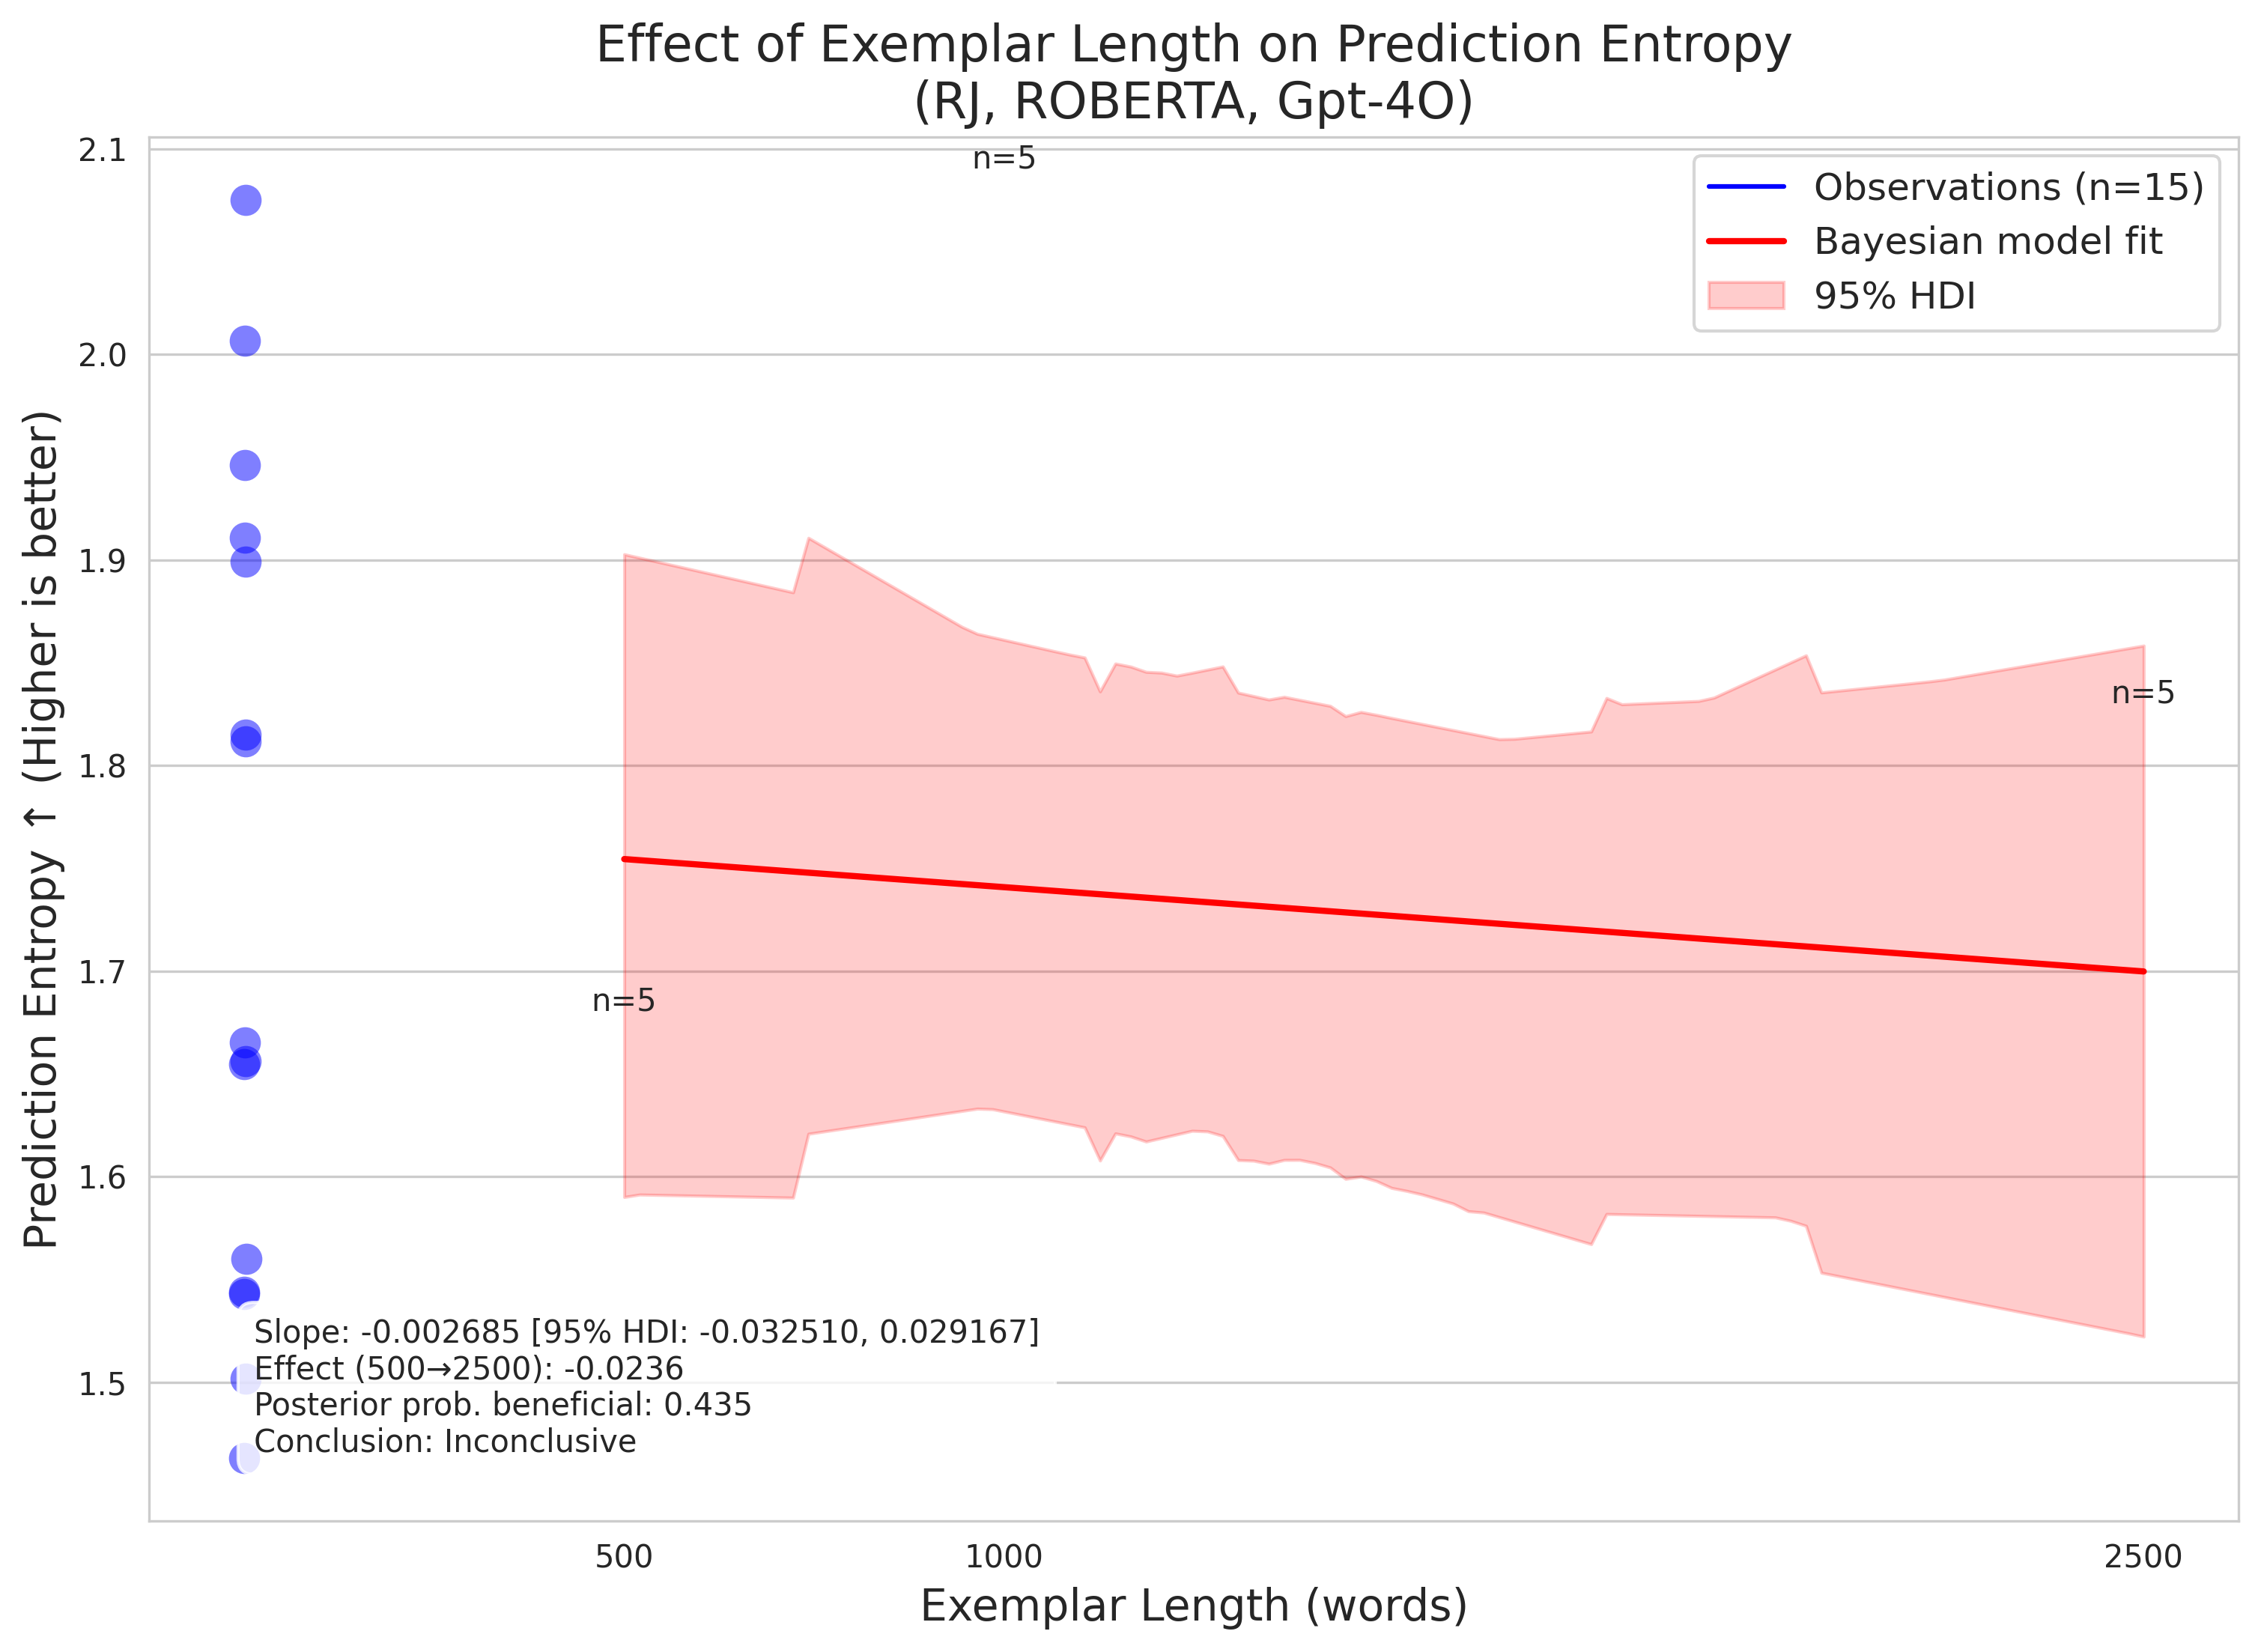 Effect of Exemplar Length on Prediction Entropy
(RJ, ROBERTA, Gpt-4O)
Prediction Entropy ↑ (Higher is better)
2.1
2.0
1.9
1.8
1.7
1.6
1.5
n=5
n=5
n=5
Observations (n=15)
Bayesian model fit
95% HDI
Slope: -0.002685 [95% HDI: -0.032510, 0.029167]
Effect (500→2500): -0.0236
Posterior prob. beneficial: 0.435
Conclusion: Inconclusive
500
1000
2500
Exemplar Length (words)